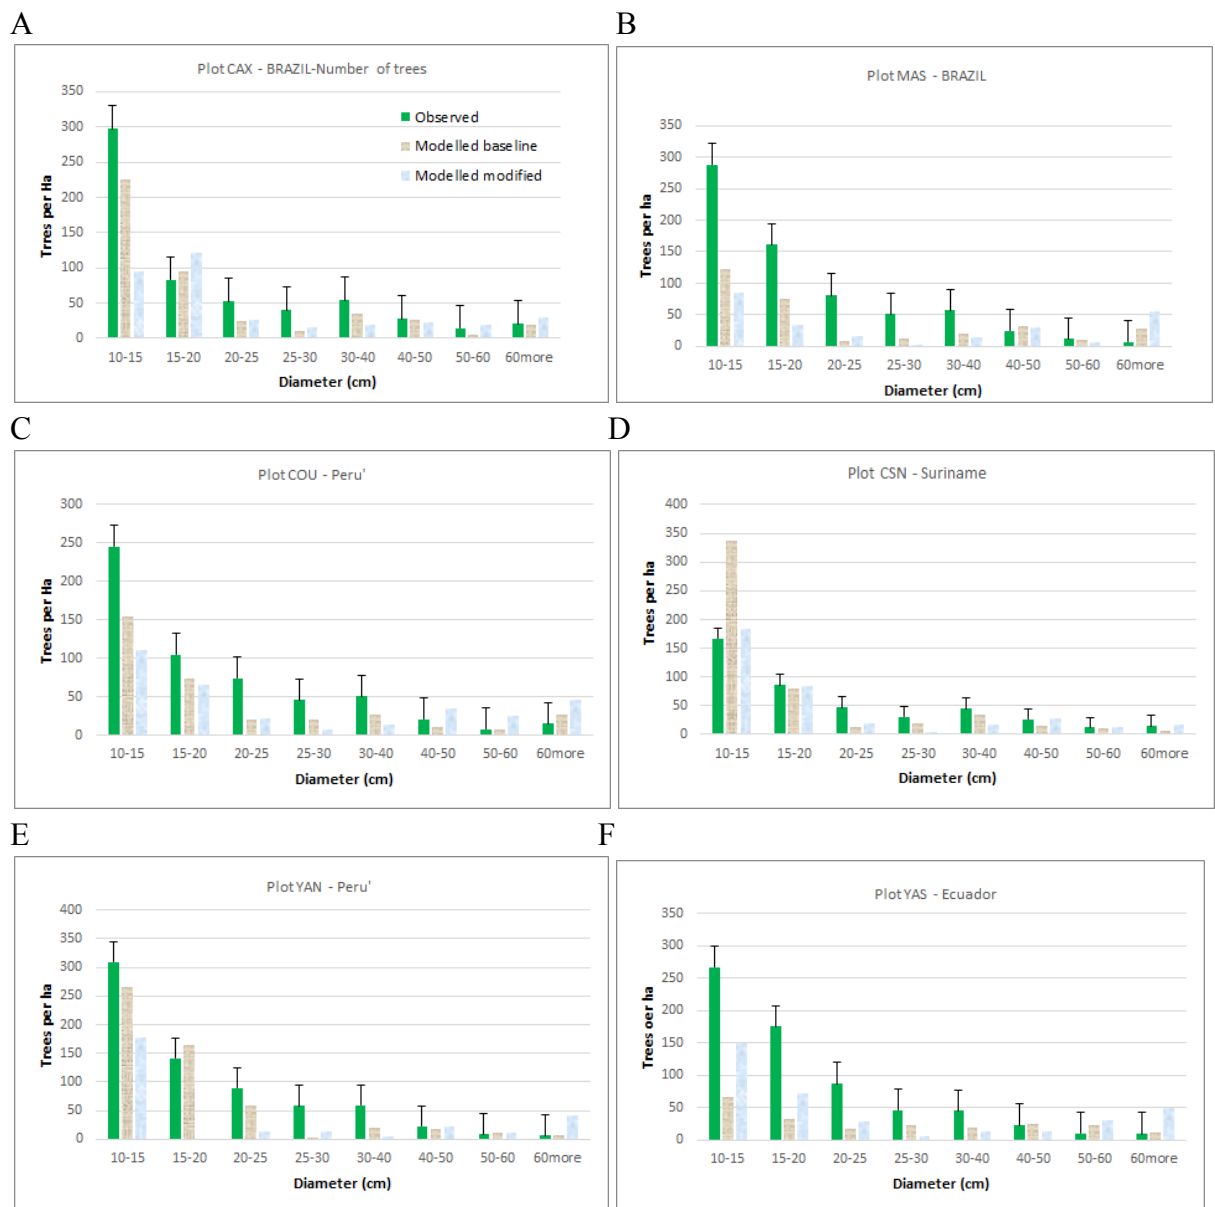 A
Plot CAX - BRAZIL-Number of trees
350
300
250
200
150
100
50
0
Trres per Ha
Observed
Modelled baseline
Modelled modified
10-15 15-20 20-25 25-30 30-40 40-50 50-60 60more
Diameter (cm)
B
Plot MAS - BRAZIL
350
300
250
200
150
100
50
0
Trees per ha
10-15 15-20 20-25 25-30 30-40 40-50 50-60 60more
Diameter (cm)
C
Plot COU - Peru'
300
250
200
150
100
50
0
Trees per Ha
10-15 15-20 20-25 25-30 30-40 40-50 50-60 60more
Diameter (cm)
D
Plot CSN - Suriname
400
350
300
250
200
150
100
50
0
Trees per ha
10-15 15-20 20-25 25-30 30-40 40-50 50-60 60more
Diameter (cm)
E
Plot YAN - Peru'
400
350
300
250
200
150
100
50
0
Trees per ha
10-15 15-20 20-25 25-30 30-40 40-50 50-60 60more
Diameter (cm)
F
Plot YAS - Ecuador
350
300
250
200
150
100
50
0
Trees oer ha
10-15 15-20 20-25 25-30 30-40 40-50 50-60 60more
Diameter (cm)